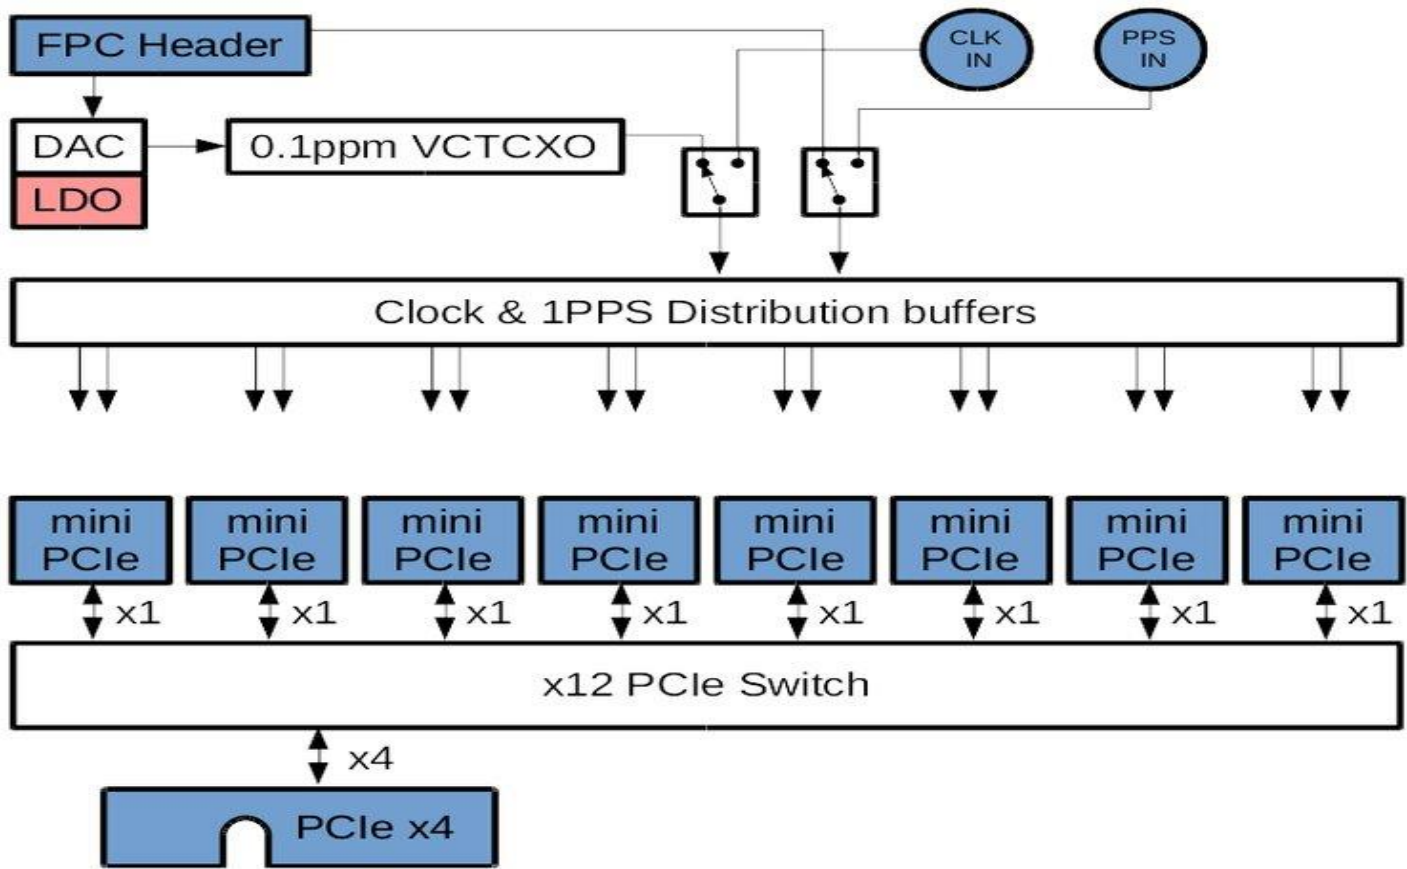 FPC Header
CLK
IN
PPS
IN
DAC
0.1ppm VCTCXO
LDO
Clock & 1PPS Distribution buffers
mini
PCIe
mini
PCIe
mini
PCIe
mini
PCIe
mini
PCIe
mini
PCIe
mini
PCIe
mini
PCIe
x1
x1
x1
x1
x1
x1
x1
x1
x12 PCIe Switch
x4
PCIe x4